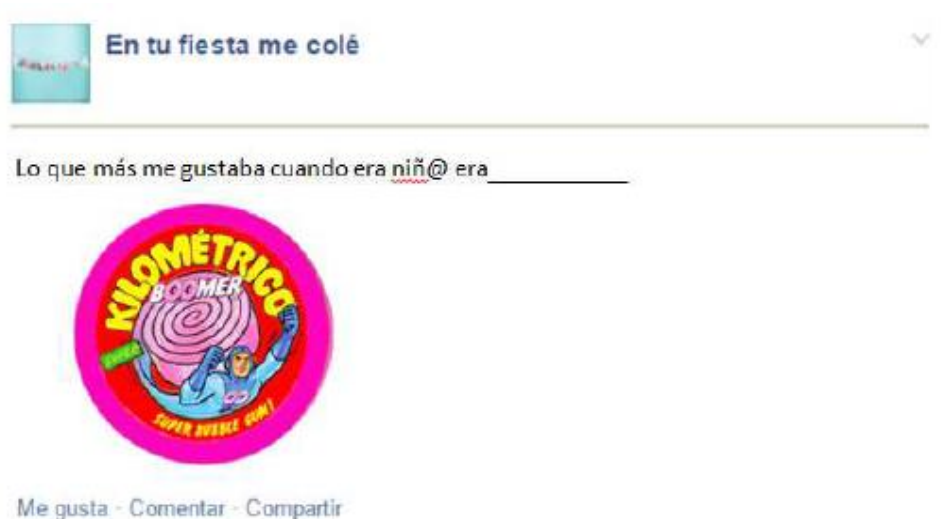 En tu fiesta me colé
Lo que más me gustaba cuando era niñ@ era__________
KILOMÉTRICO
BOOMER
SUPER BUBBLE GUM!
Me gusta - Comentar - Compartir